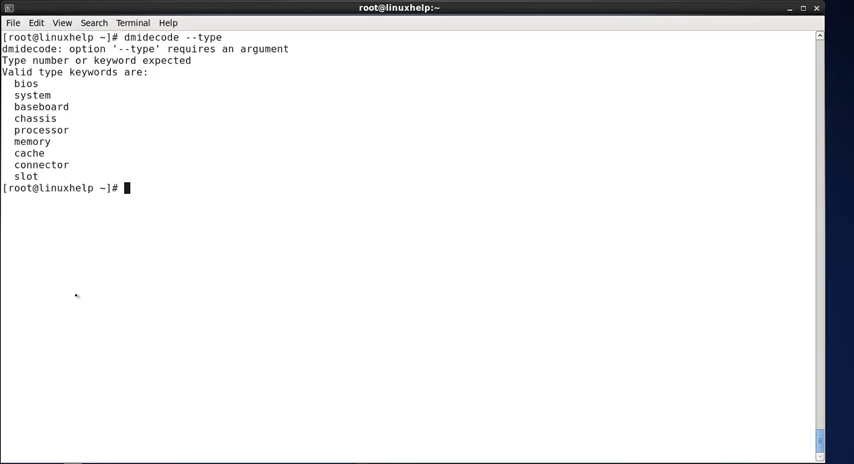 root@linuxhelp:~
File Edit View Search Terminal Help
[root@linuxhelp ~]# dmidecode --type
dmidecode: option '--type' requires an argument
Type number or keyword expected
Valid type keywords are:
  bios
  system
  baseboard
  chassis
  processor
  memory
  cache
  connector
  slot
[root@linuxhelp ~]#